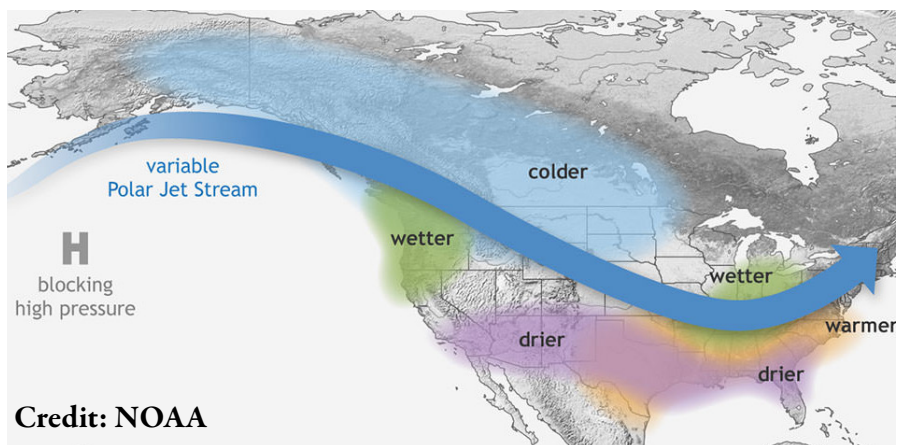 variable
Polar Jet Stream
colder
wetter
H
blocking
high pressure
wetter
warmer
drier
drier
Credit: NOAA